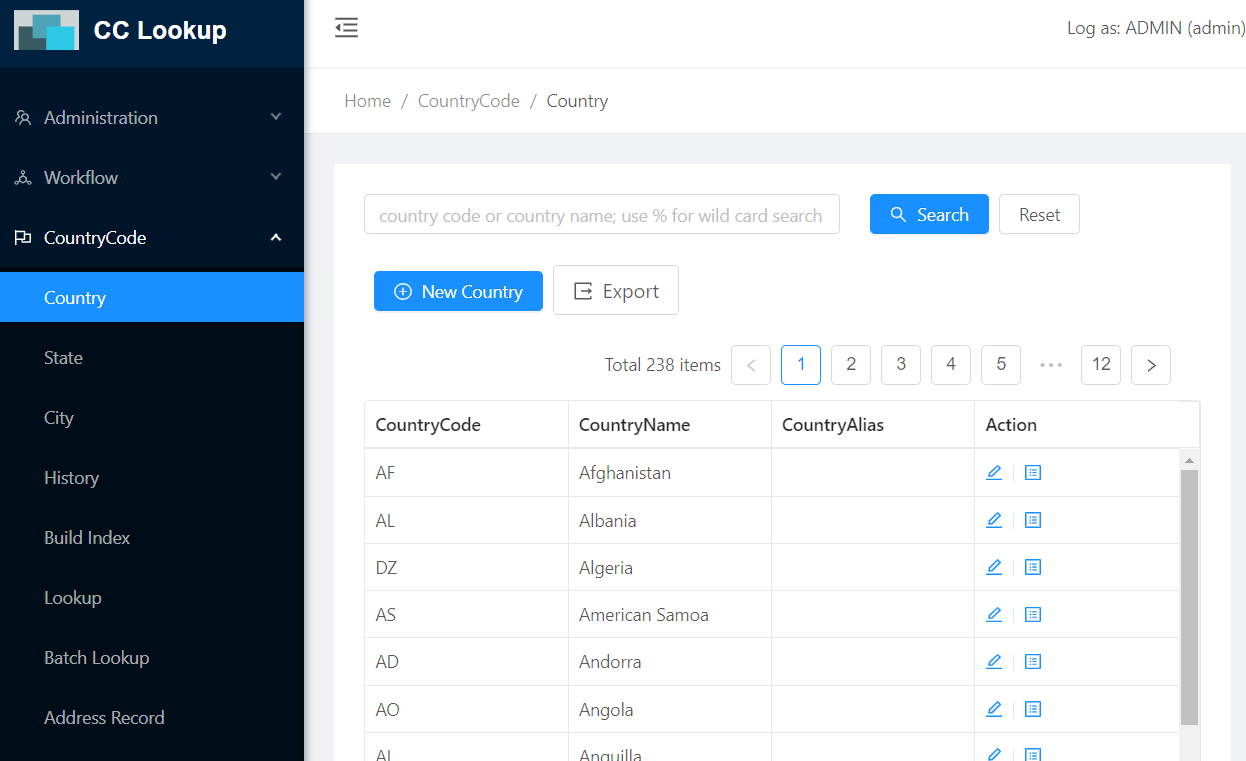 CC Lookup
Log as: ADMIN (admin)
Administration
Workflow
CountryCode
Country
State
City
History
Build Index
Lookup
Batch Lookup
Address Record
Home / CountryCode / Country
country code or country name; use % for wild card search
Search
Reset
New Country
Export
Total 238 items < 1 2 3 4 5 ••• 12 >
CountryCode CountryName CountryAlias Action
AF Afghanistan
AL Albania
DZ Algeria
AS American Samoa
AD Andorra
AO Angola
AI Anguilla